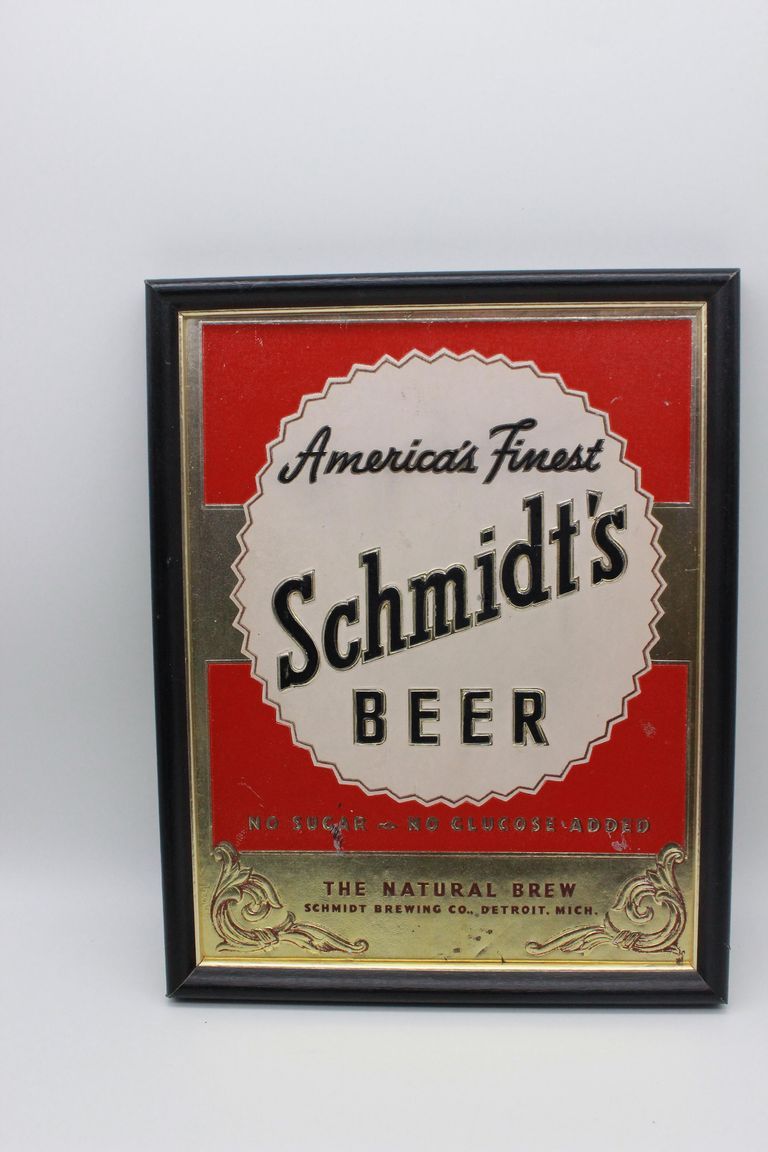 America's Finest
Schmidt's
BEER
NO SUGAR ~ NO GLUCOSE ADDED
THE NATURAL BREW
SCHMIDT BREWING CO., DETROIT, MICH.